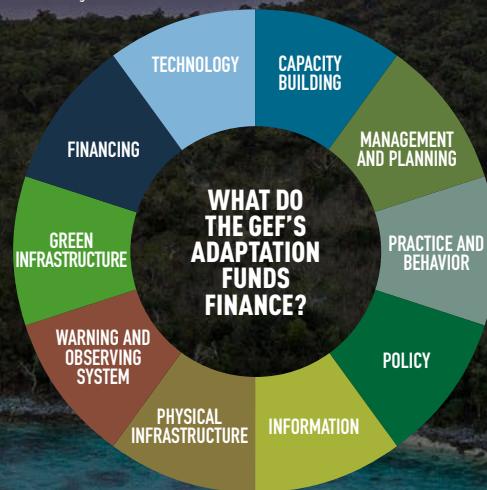 TECHNOLOGY
CAPACITY
BUILDING
MANAGEMENT
AND PLANNING
PRACTICE AND
BEHAVIOR
POLICY
INFORMATION
PHYSICAL
INFRASTRUCTURE
WARNING AND
OBSERVING
SYSTEM
GREEN
INFRASTRUCTURE
FINANCING
WHAT DO
THE GEF'S
ADAPTATION
FUNDS
FINANCE?